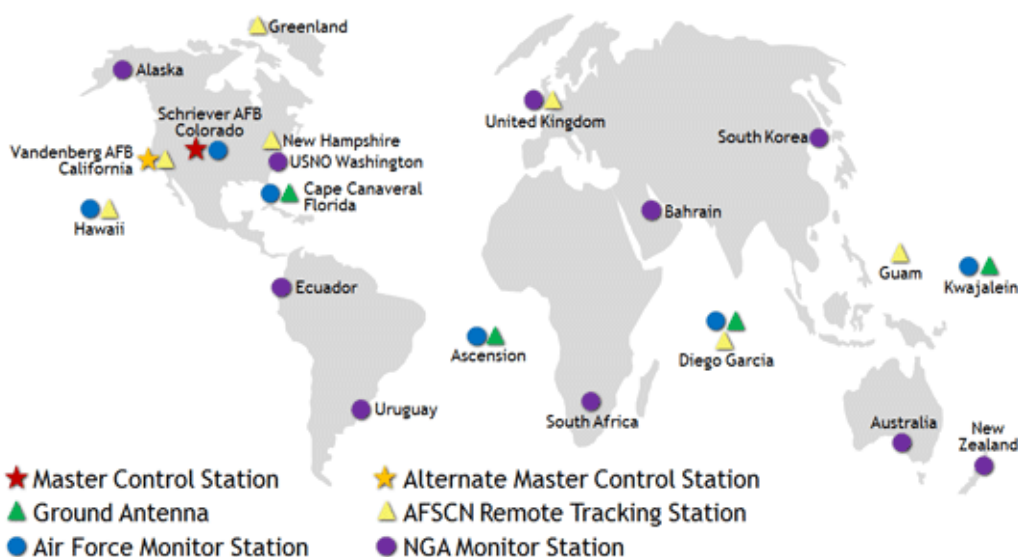 Greenland
Alaska
Schriever AFB
Colorado
New Hampshire
USNO Washington
Vandenberg AFB
California
Cape Canaveral
Florida
Hawaii
United Kingdom
South Korea
Bahrain
Guam
Kwajalein
Ecuador
Ascension
Diego Garcia
Uruguay
South Africa
Australia
New
Zealand
Master Control Station
Alternate Master Control Station
Ground Antenna
AFSCN Remote Tracking Station
Air Force Monitor Station
NGA Monitor Station